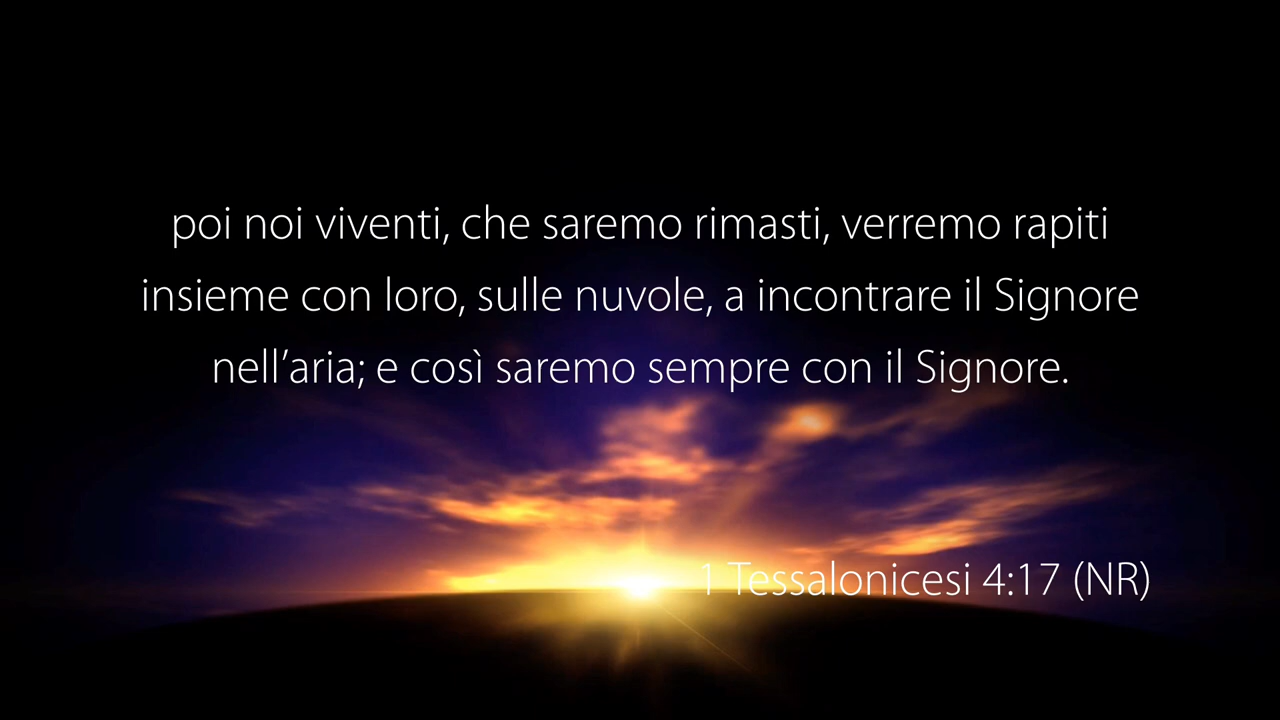 poi noi viventi, che saremo rimasti, verremo rapiti
insieme con loro, sulle nuvole, a incontrare il Signore
nell’aria; e così saremo sempre con il Signore.
1 Tessalonicesi 4:17 (NR)